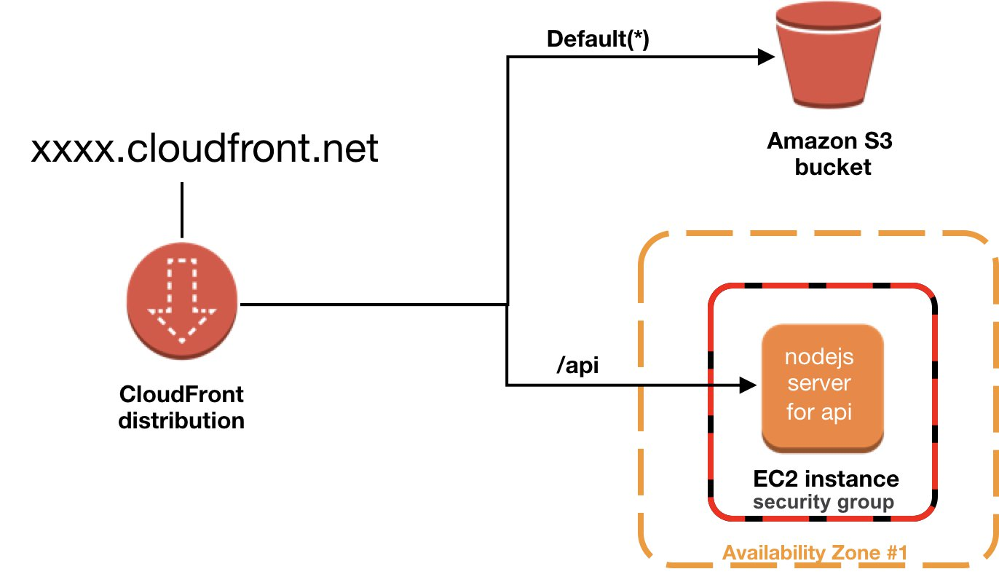 Default(*)
xxxx.cloudfront.net
Amazon S3
bucket
CloudFront
distribution
/api
nodejs
server
for api
EC2 instance
security group
Availability Zone #1